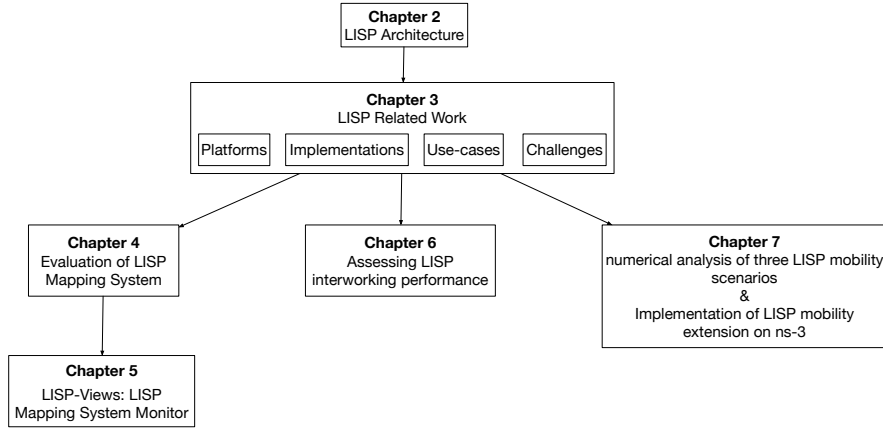 Chapter 2
LISP Architecture
Chapter 3
LISP Related Work
Platforms
Implementations
Use-cases
Challenges
Chapter 4
Evaluation of LISP
Mapping System
Chapter 6
Assessing LISP
interworking performance
Chapter 7
numerical analysis of three LISP mobility
scenarios
&
Implementation of LISP mobility
extension on ns-3
Chapter 5
LISP-Views: LISP
Mapping System Monitor